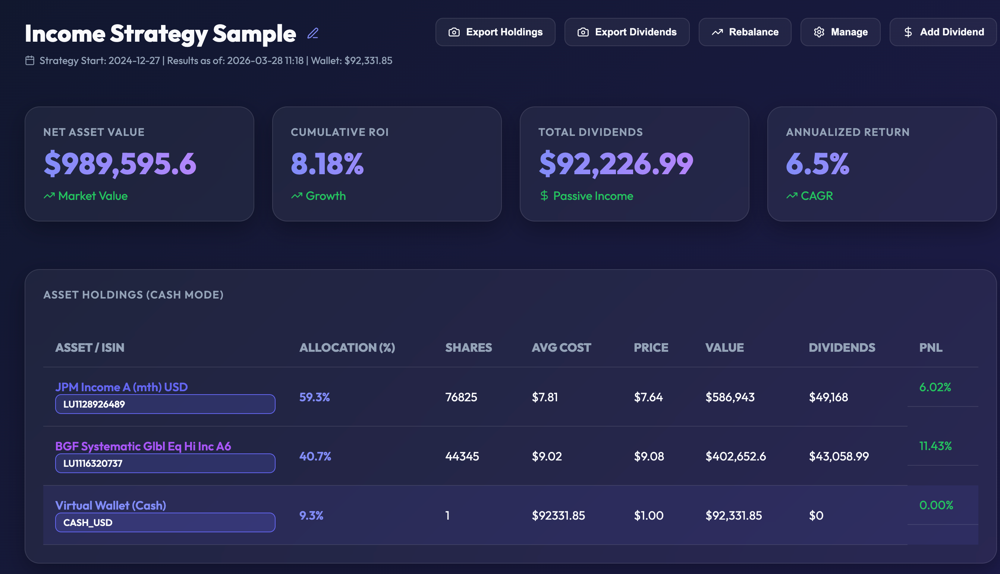 Income Strategy Sample
Export Holdings
Export Dividends
Rebalance
Manage
Add Dividend
Strategy Start: 2024-12-27 | Results as of: 2026-03-28 11:18 | Wallet: $92,331.85
NET ASSET VALUE
$989,595.6
Market Value
CUMULATIVE ROI
8.18%
Growth
TOTAL DIVIDENDS
$92,226.99
$ Passive Income
ANNUALIZED RETURN
6.5%
CAGR
ASSET HOLDINGS (CASH MODE)
ASSET / ISIN ALLOCATION (%) SHARES AVG COST PRICE VALUE DIVIDENDS PNL
JPM Income A (mth) USD
LU1128926489
59.3% 76825 $7.81 $7.64 $586,943 $49,168 6.02%
BGF Systematic Glbl Eq Hi Inc A6
LU1116320737
40.7% 44345 $9.02 $9.08 $402,652.6 $43,058.99 11.43%
Virtual Wallet (Cash)
CASH_USD
9.3% 1 $92331.85 $1.00 $92,331.85 $0 0.00%